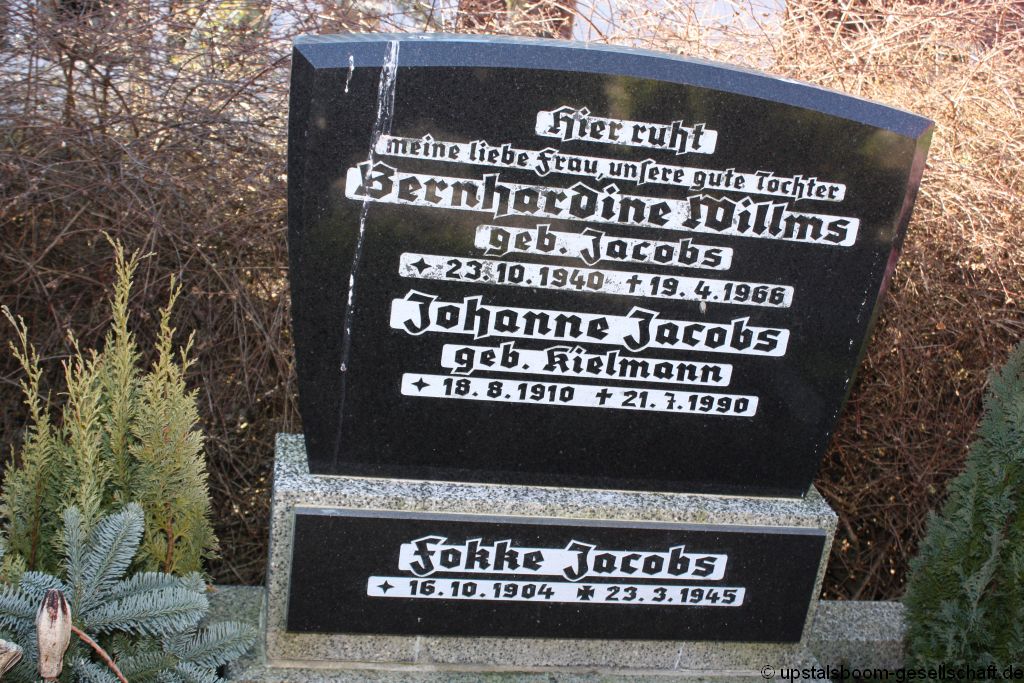 Hier ruht
meine liebe Frau, unsere gute Tochter
Bernhardine Willms
geb. Jacobs
✦ 23.10.1940 † 19.4.1966
Johanne Jacobs
geb. Kielmann
✦ 18.8.1910 † 21.7.1990
Fokke Jacobs
✦ 16.10.1904 ✠ 23.3.1945
© upstalsboom-gesellschaft.de